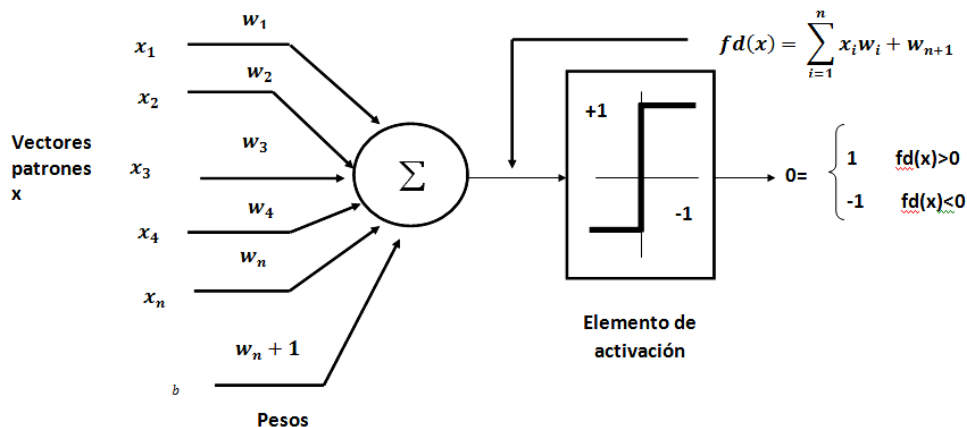 w₁
x₁
w₂
x₂
Vectores
patrones
x
w₃
x₃
w₄
x₄
wₙ
xₙ
wₙ + 1
b
Pesos
Σ
fd(x) = ∑ᵢ₌₁ⁿ xᵢwᵢ + wₙ₊₁
+1
-1
Elemento de
activación
0= { 1 fd(x)>0
-1 fd(x)<0